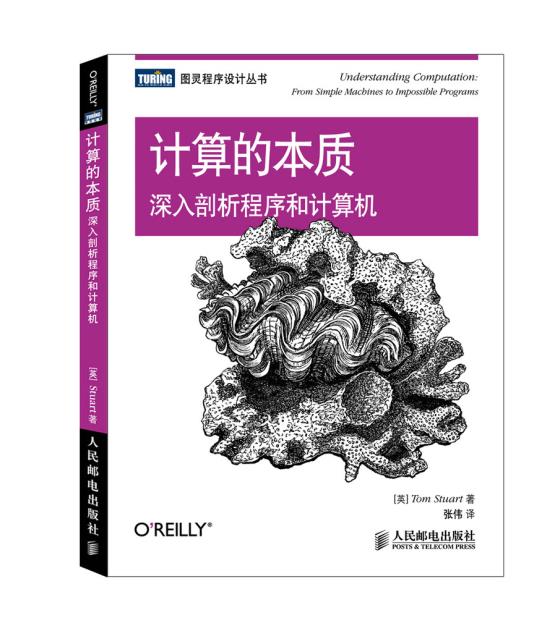 O'REILLY®
TURING
计算的本质
深入剖析程序和计算机
[英] Stuart 著
人民邮电出版社
TURING
图灵程序设计丛书
Understanding Computation:
From Simple Machines to Impossible Programs
计算的本质
深入剖析程序和计算机
[英] Tom Stuart 著
张伟 译
O'REILLY®
人民邮电出版社
POSTS & TELECOM PRESS